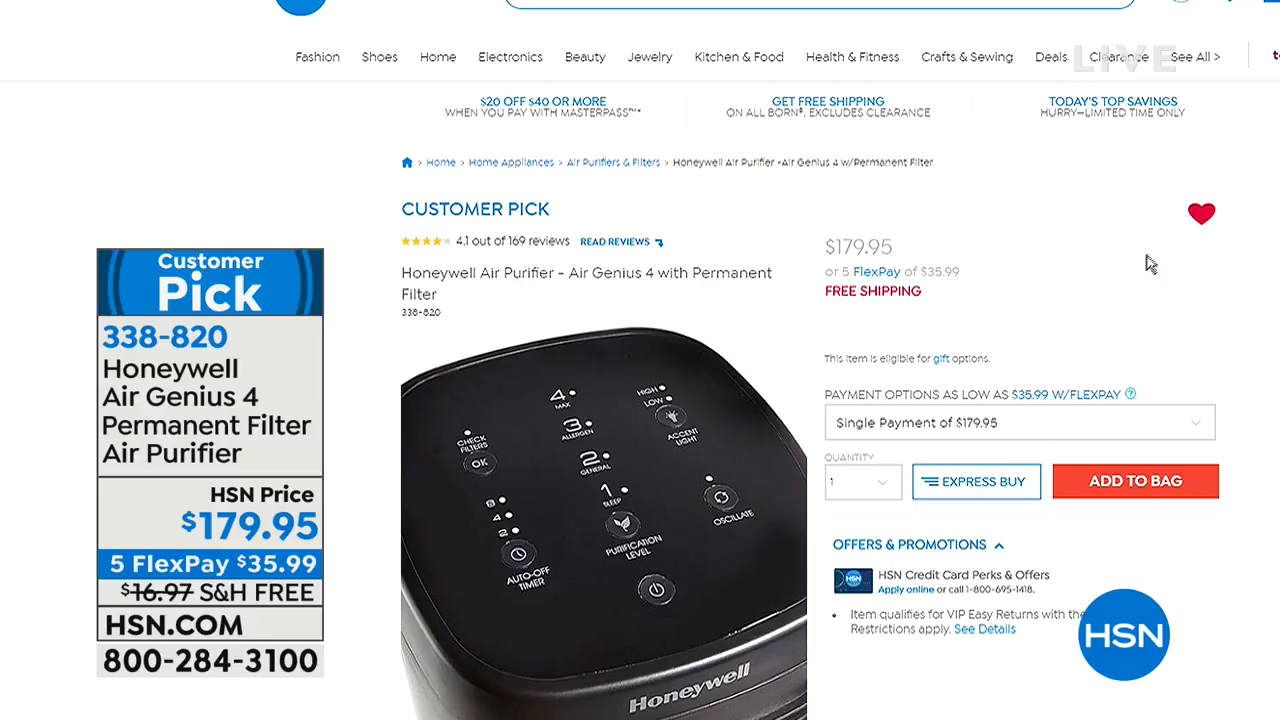 Fashion Shoes Home Electronics Beauty Jewelry Kitchen & Food Health & Fitness Crafts & Sewing Deals Clearance See All >
LIVE
$20 OFF $40 OR MORE
WHEN YOU PAY WITH MASTERPASS™*
GET FREE SHIPPING
ON ALL BORN§, EXCLUDES CLEARANCE
TODAY'S TOP SAVINGS
HURRY—LIMITED TIME ONLY
> Home > Home Appliances > Air Purifiers & Filters > Honeywell Air Purifier -Air Genius 4 w/Permanent Filter
CUSTOMER PICK
4.1 out of 169 reviews READ REVIEWS
Honeywell Air Purifier - Air Genius 4 with Permanent
Filter
338-820
$179.95
or 5 FlexPay of $35.99
FREE SHIPPING
This item is eligible for gift options.
PAYMENT OPTIONS AS LOW AS $35.99 W/FLEXPAY ?
Single Payment of $179.95
QUANTITY
1
EXPRESS BUY
ADD TO BAG
OFFERS & PROMOTIONS
HSN
HSN Credit Card Perks & Offers
Apply online or call 1-800-695-1418.
• Item qualifies for VIP Easy Returns with the
Restrictions apply. See Details
HSN
4
MAX
3
ALLERGEN
2
GENERAL
1
SLEEP
PURIFICATION
LEVEL
HIGH
LOW
ACCENT
LIGHT
CHECK
FILTERS
OK
8
4
2
AUTO-OFF
TIMER
OSCILLATE
Honeywell
Customer
Pick
338-820
Honeywell
Air Genius 4
Permanent Filter
Air Purifier
HSN Price
$179.95
5 FlexPay $35.99
$16.97 S&H FREE
HSN.COM
800-284-3100